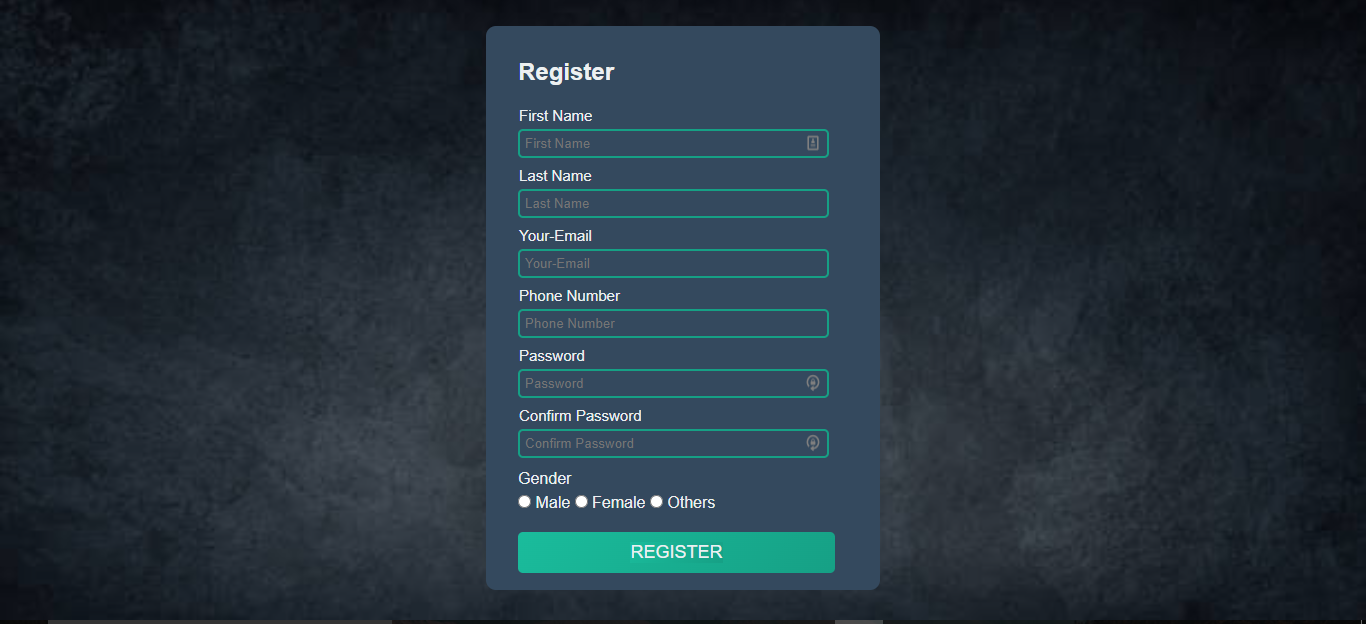 Register
First Name
First Name
Last Name
Last Name
Your-Email
Your-Email
Phone Number
Phone Number
Password
Password
Confirm Password
Confirm Password
Gender
Male Female Others
REGISTER